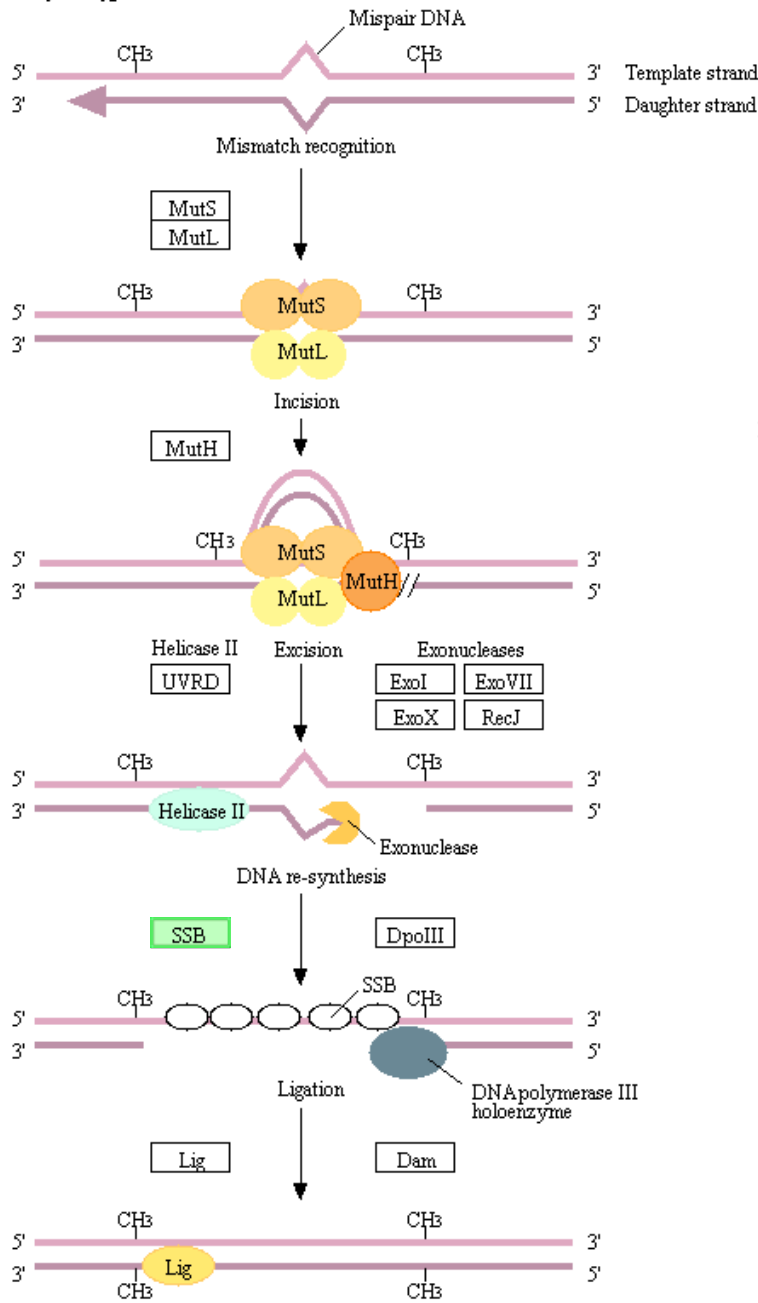 Mispair DNA
CH3 CH3
5' 3' Template strand
3' 5' Daughter strand
Mismatch recognition
MutS
MutL
CH3 CH3
5' MutS 3'
3' MutL 5'
Incision
MutH
CH3 CH3
5' MutS 3'
3' MutL MutH // 5'
Helicase II Excision Exonucleases
UVRD ExoI ExoVII
ExoX RecJ
CH3 CH3
5' 3'
3' Helicase II 5'
Exonuclease
DNA re-synthesis
SSB DpoIII
SSB
CH3 CH3
5' 3'
3' 5'
Ligation
DNA polymerase III
holoenzyme
Lig Dam
CH3 CH3
5' 3'
3' Lig 5'
CH3 CH3